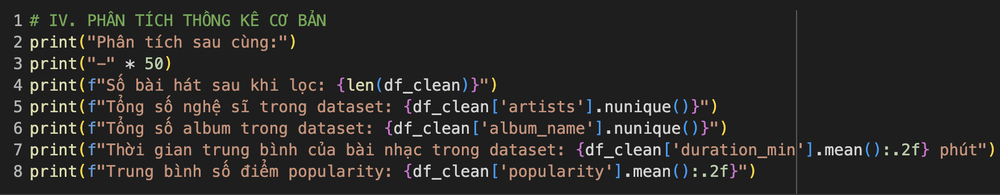 1 # IV. PHÂN TÍCH THỐNG KÊ CƠ BẢN
2 print("Phân tích sau cùng:")
3 print("-" * 50)
4 print(f"Số bài hát sau khi lọc: {len(df_clean)}")
5 print(f"Tổng số nghệ sĩ trong dataset: {df_clean['artists'].nunique()}")
6 print(f"Tổng số album trong dataset: {df_clean['album_name'].nunique()}")
7 print(f"Thời gian trung bình của bài nhạc trong dataset: {df_clean['duration_min'].mean():.2f} phút")
8 print(f"Trung bình số điểm popularity: {df_clean['popularity'].mean():.2f}")